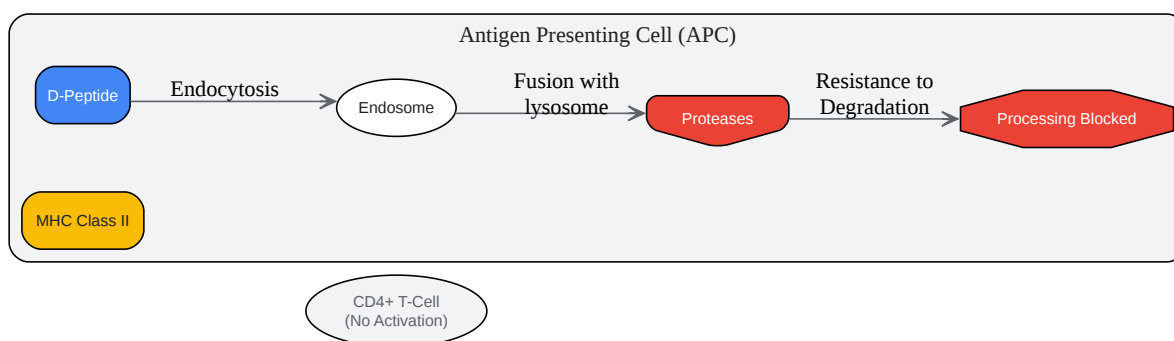 Antigen Presenting Cell (APC)
D-Peptide
Endocytosis
Endosome
Fusion with
lysosome
Proteases
Resistance to
Degradation
Processing Blocked
MHC Class II
CD4+ T-Cell
(No Activation)